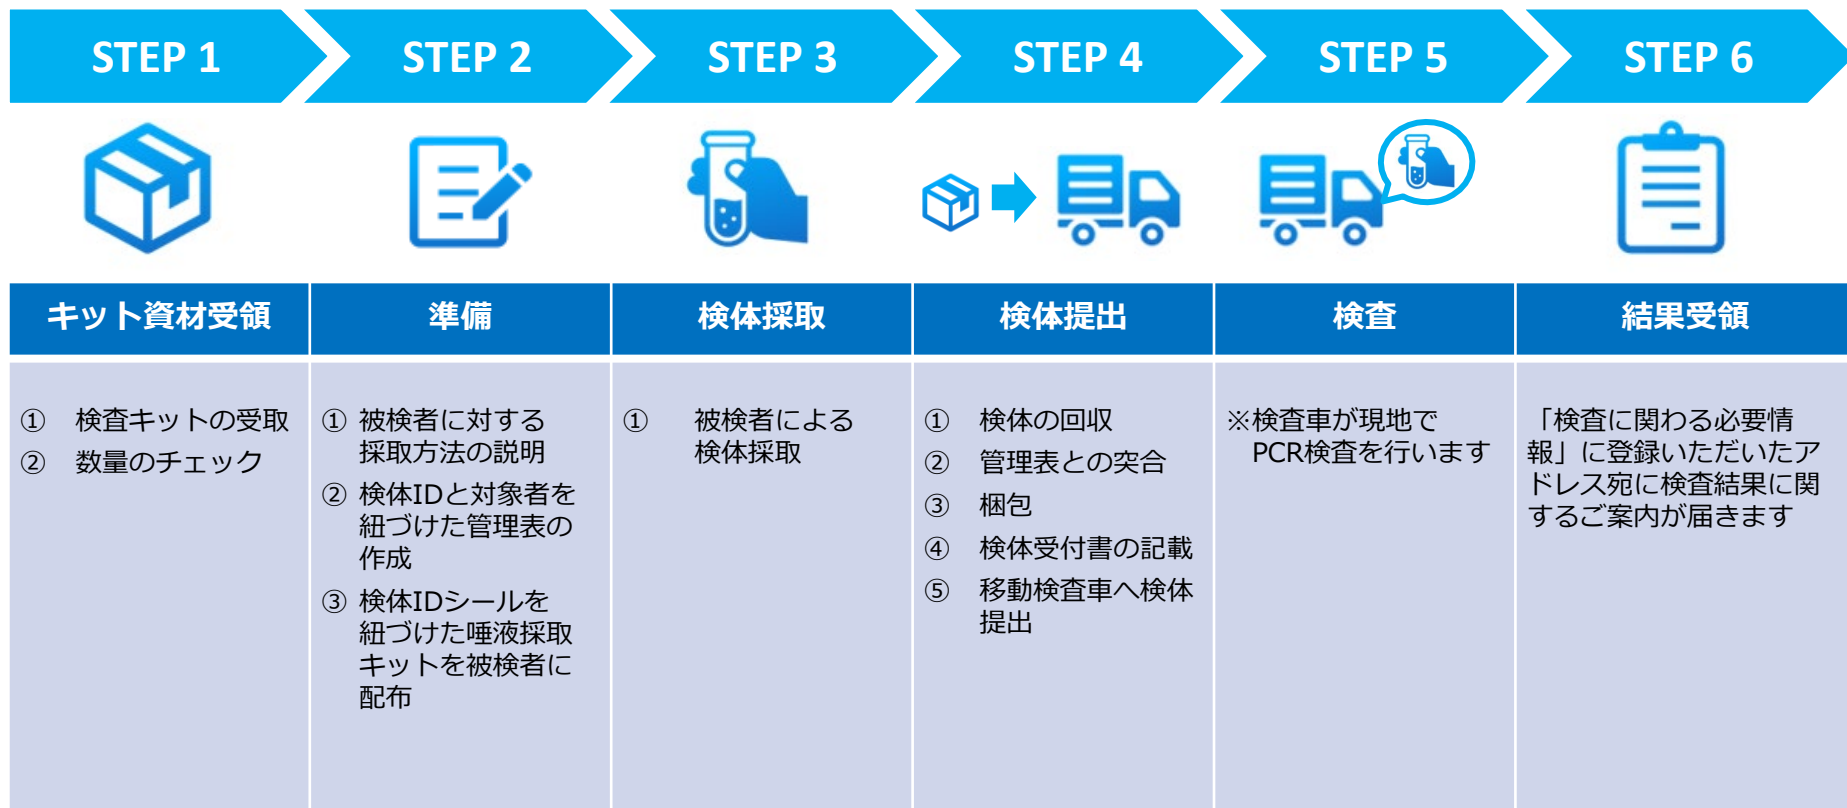 STEP 1
STEP 2
STEP 3
STEP 4
STEP 5
STEP 6
キット資材受領
準備
検体採取
検体提出
検査
結果受領
① 検査キットの受取
② 数量のチェック
① 被検者に対する
採取方法の説明
② 検体IDと対象者を
紐づけた管理表の
作成
③ 検体IDシールを
紐づけた唾液採取
キットを被検者に
配布
① 被検者による
検体採取
① 検体の回収
② 管理表との突合
③ 梱包
④ 検体受付書の記載
⑤ 移動検査車へ検体
提出
※検査車が現地で
PCR検査を行います
「検査に関わる必要情
報」に登録いただいたア
ドレス宛に検査結果に関
するご案内が届きます